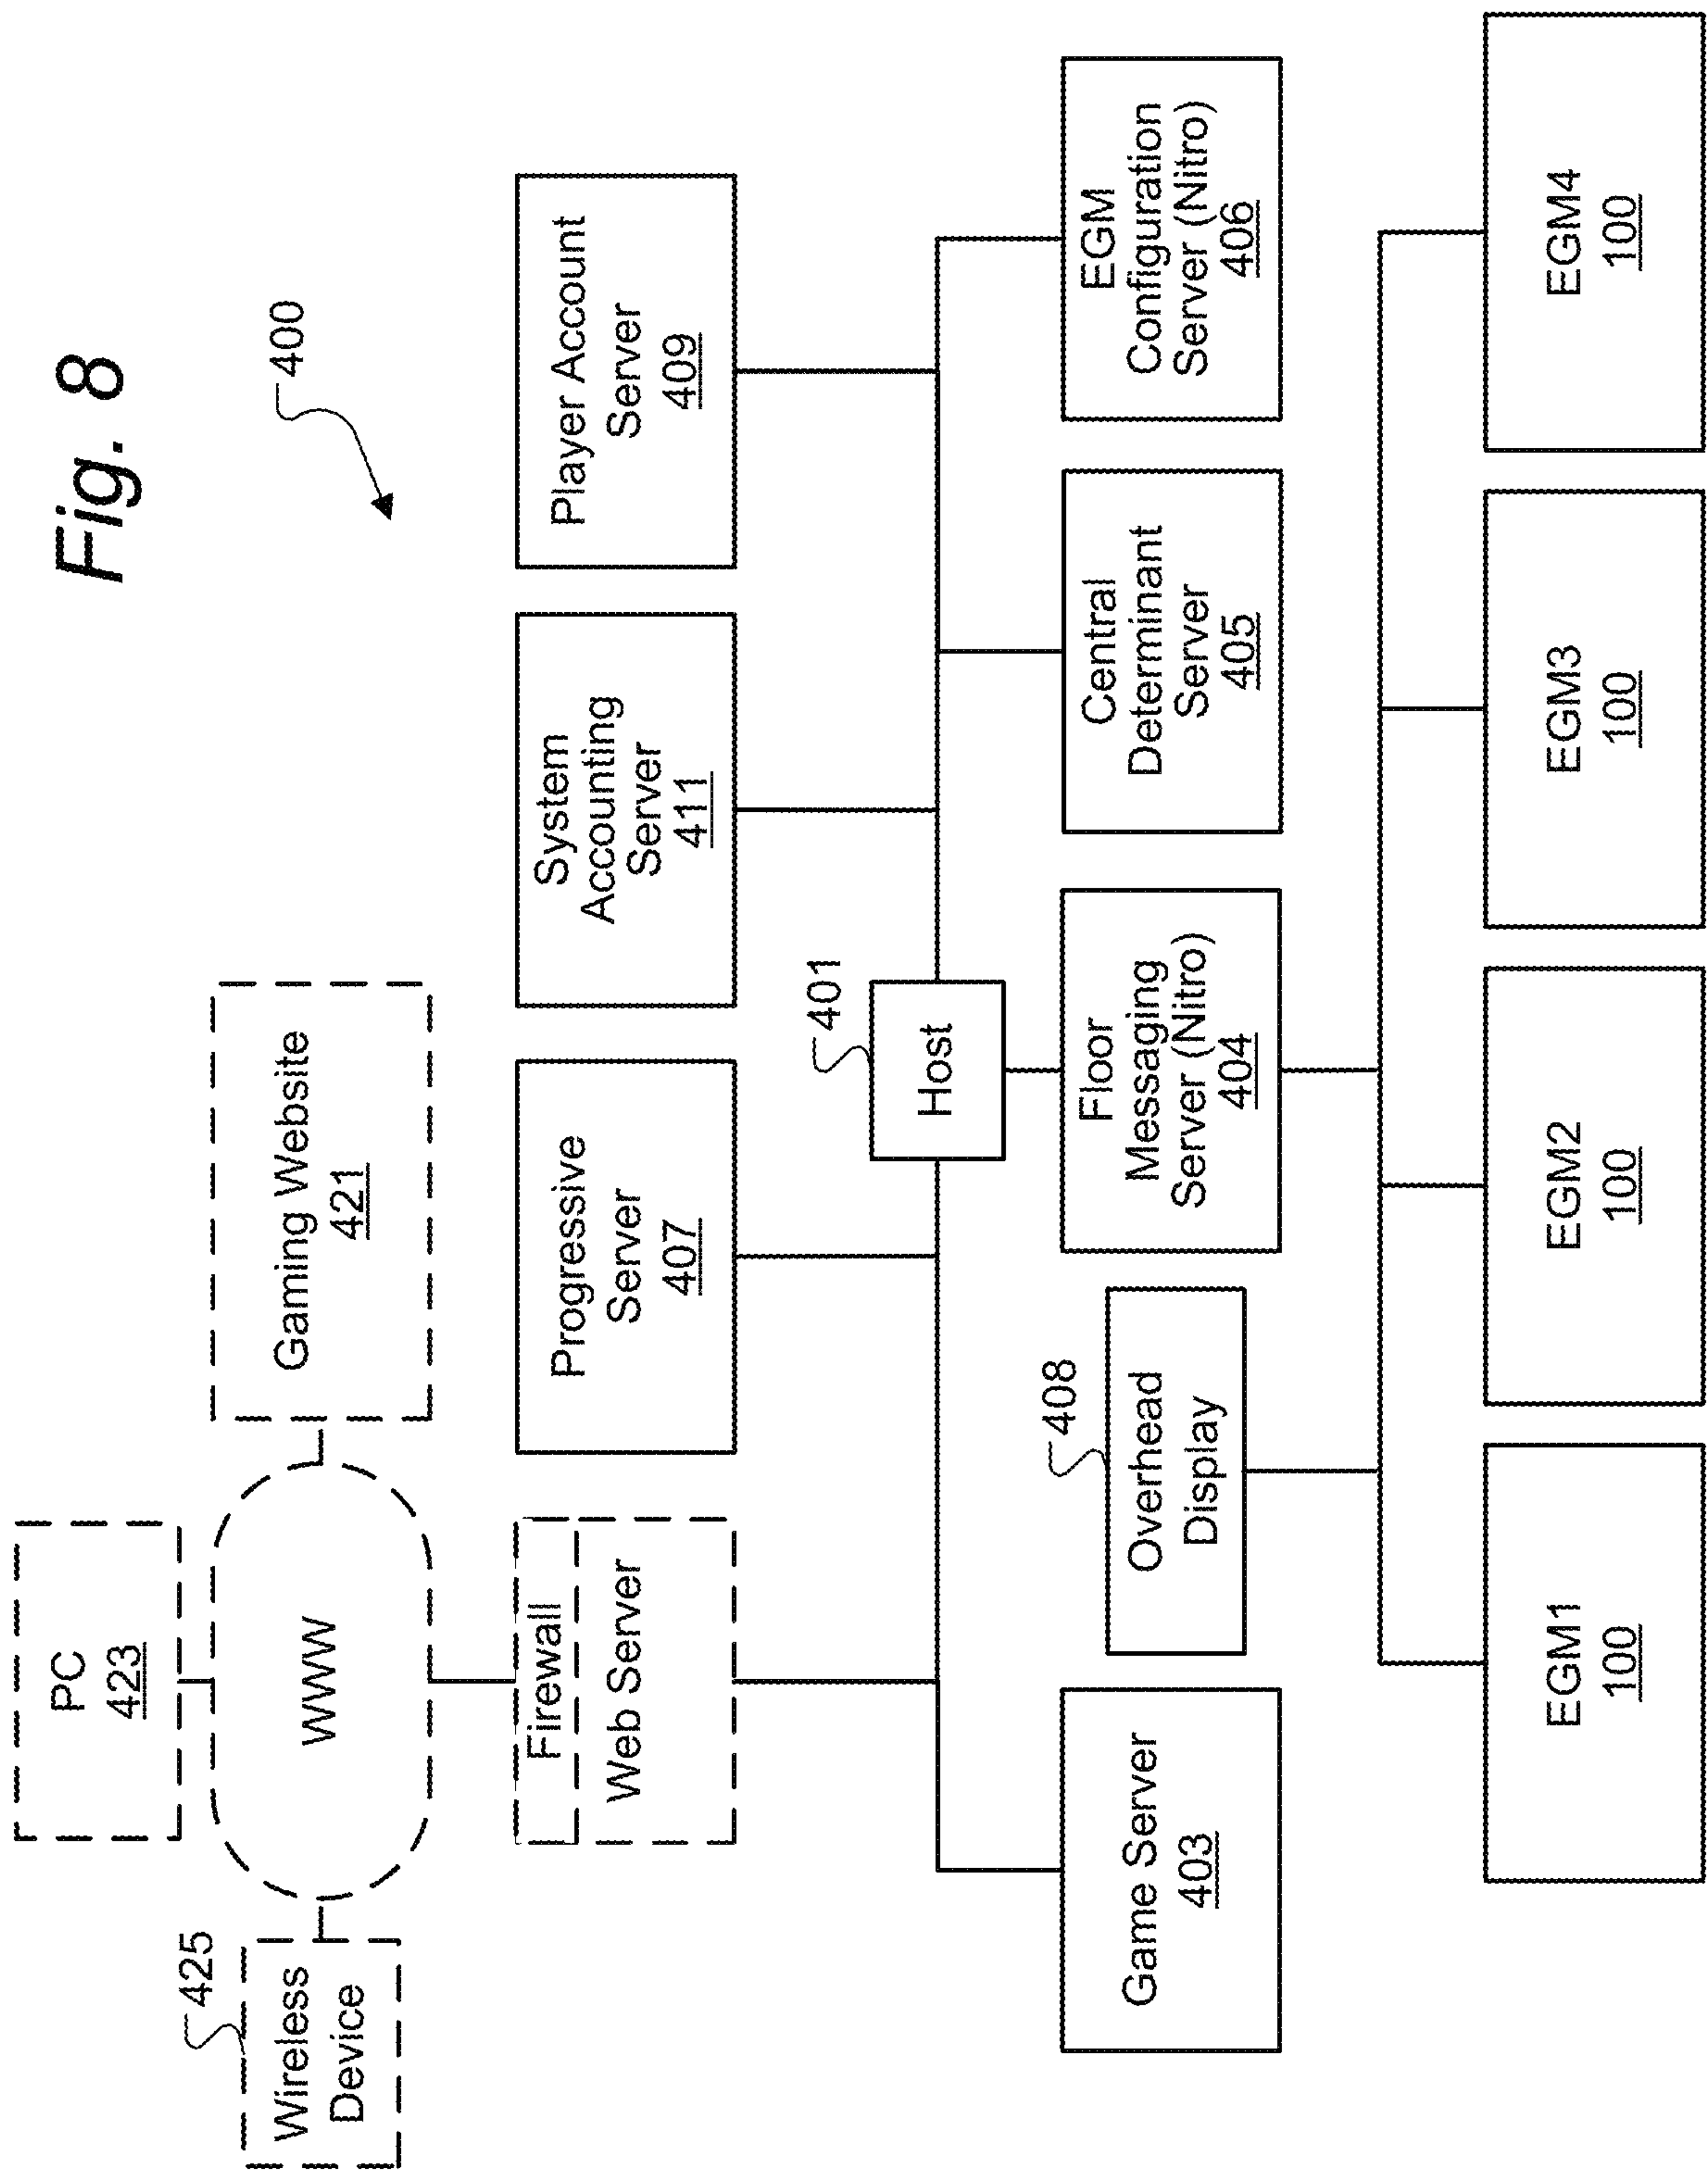 Fig. 8
400
PC
423
425
Wireless
Device
WWW
Gaming Website
421
Firewall
Web Server
Progressive
Server
407
System
Accounting
Server
411
Player Account
Server
409
401
Host
Game Server
403
408
Overhead
Display
Floor
Messaging
Server (Nitro)
404
Central
Determinant
Server
405
EGM
Configuration
Server (Nitro)
406
EGM1
100
EGM2
100
EGM3
100
EGM4
100